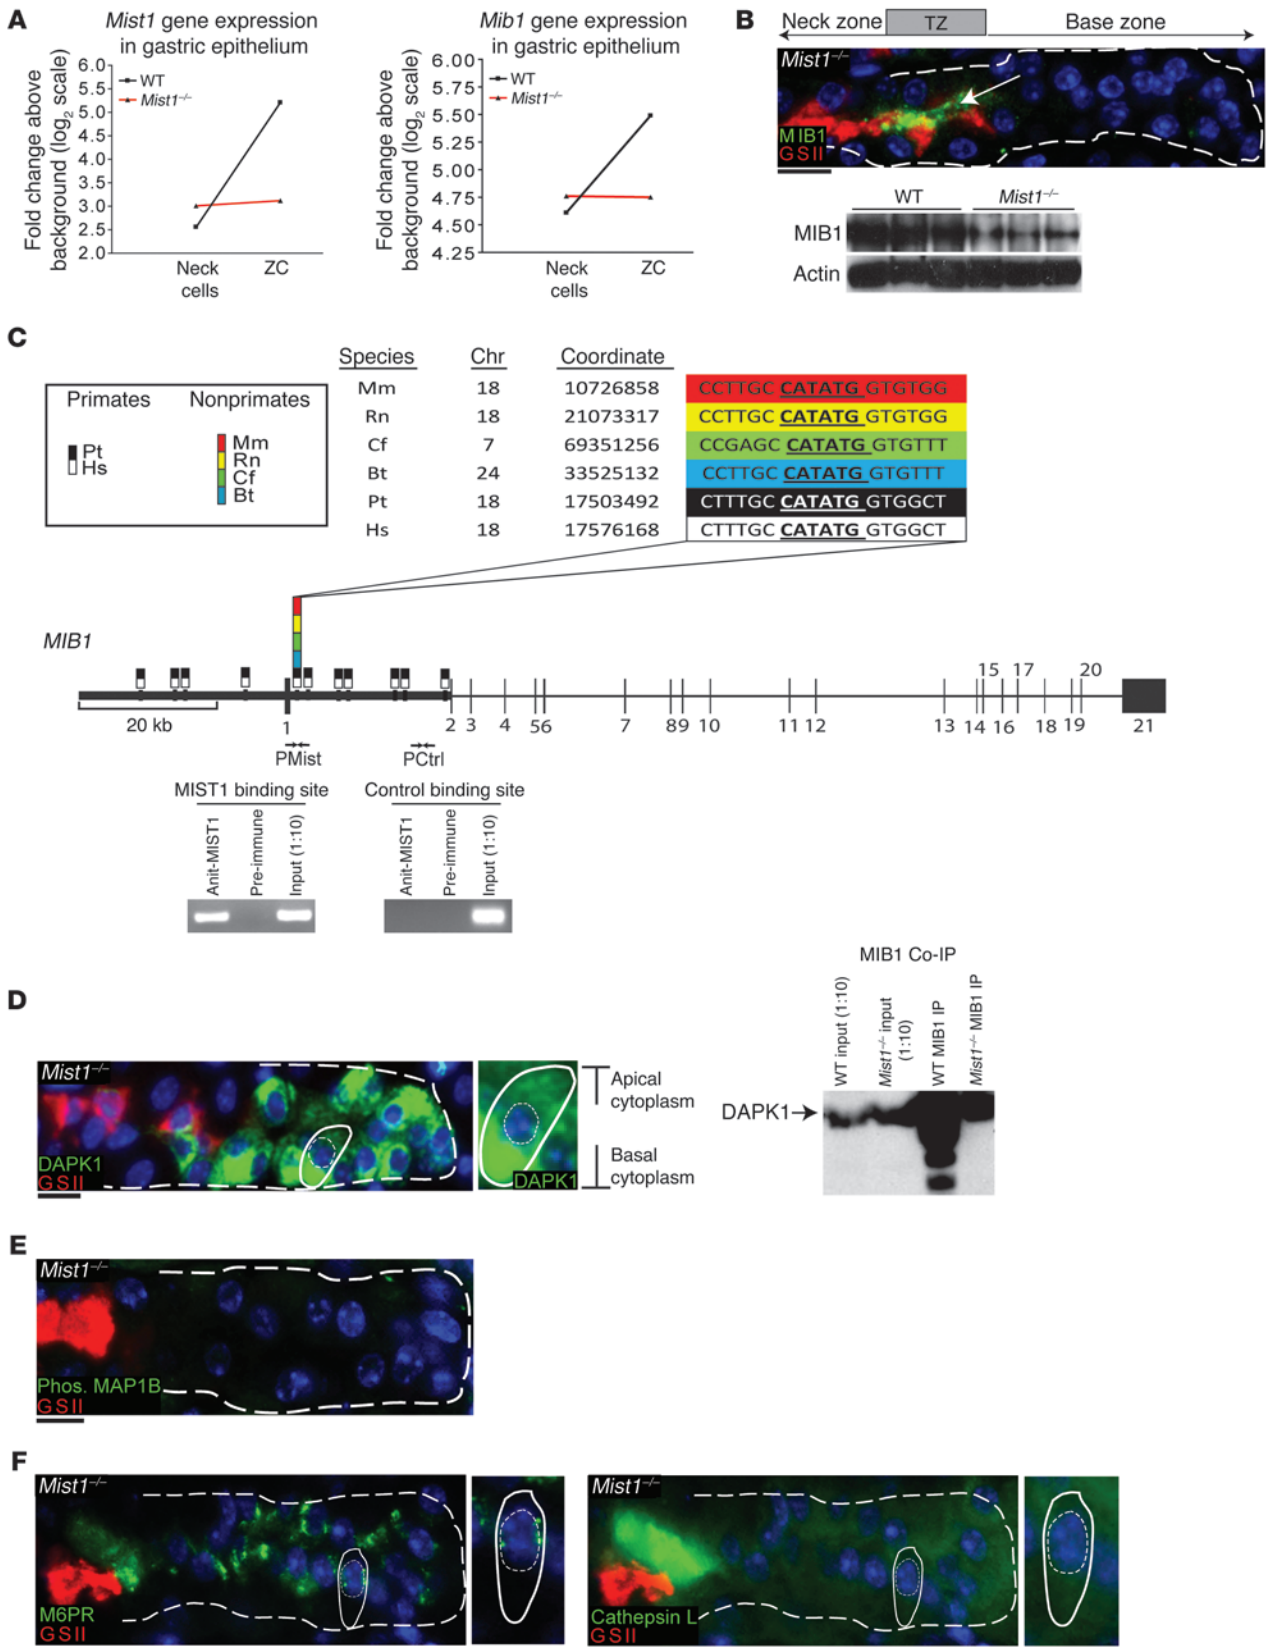 A
Mist1 gene expression
in gastric epithelium
Fold change above
background (log2 scale)
6.0
5.5
5.0
4.5
4.0
3.5
3.0
2.5
2.0
WT
Mist1–/–
Neck
cells
ZC
Mib1 gene expression
in gastric epithelium
Fold change above
background (log2 scale)
6.00
5.75
5.50
5.25
5.00
4.75
4.50
4.25
WT
Mist1–/–
Neck
cells
ZC
B
Neck zone
TZ
Base zone
Mist1–/–
MIB1
GSII
WT
Mist1–/–
MIB1
Actin
C
Primates
Nonprimates
Pt
Hs
Mm
Rn
Cf
Bt
Species Chr Coordinate
Mm 18 10726858 CCTTGC CATATG GTGTGG
Rn 18 21073317 CCTTGC CATATG GTGTGG
Cf 7 69351256 CCGAGC CATATG GTGTTT
Bt 24 33525132 CCTTGC CATATG GTGTTT
Pt 18 17503492 CTTTGC CATATG GTGGCT
Hs 18 17576168 CTTTGC CATATG GTGGCT
MIB1
15 17 20
20 kb
1 2 3 4 5 6 7 8 9 10 11 12 13 14 16 18 19 21
PMist
PCtrl
MIST1 binding site
Anit-MIST1
Pre-immune
Input (1:10)
Control binding site
Anit-MIST1
Pre-immune
Input (1:10)
D
Mist1–/–
DAPK1
GSII
DAPK1
Apical
cytoplasm
Basal
cytoplasm
MIB1 Co-IP
WT input (1:10)
Mist1–/– input
(1:10)
WT MIB1 IP
Mist1–/– MIB1 IP
DAPK1
E
Mist1–/–
Phos. MAP1B
GSII
F
Mist1–/–
M6PR
GSII
Mist1–/–
Cathepsin L
GSII